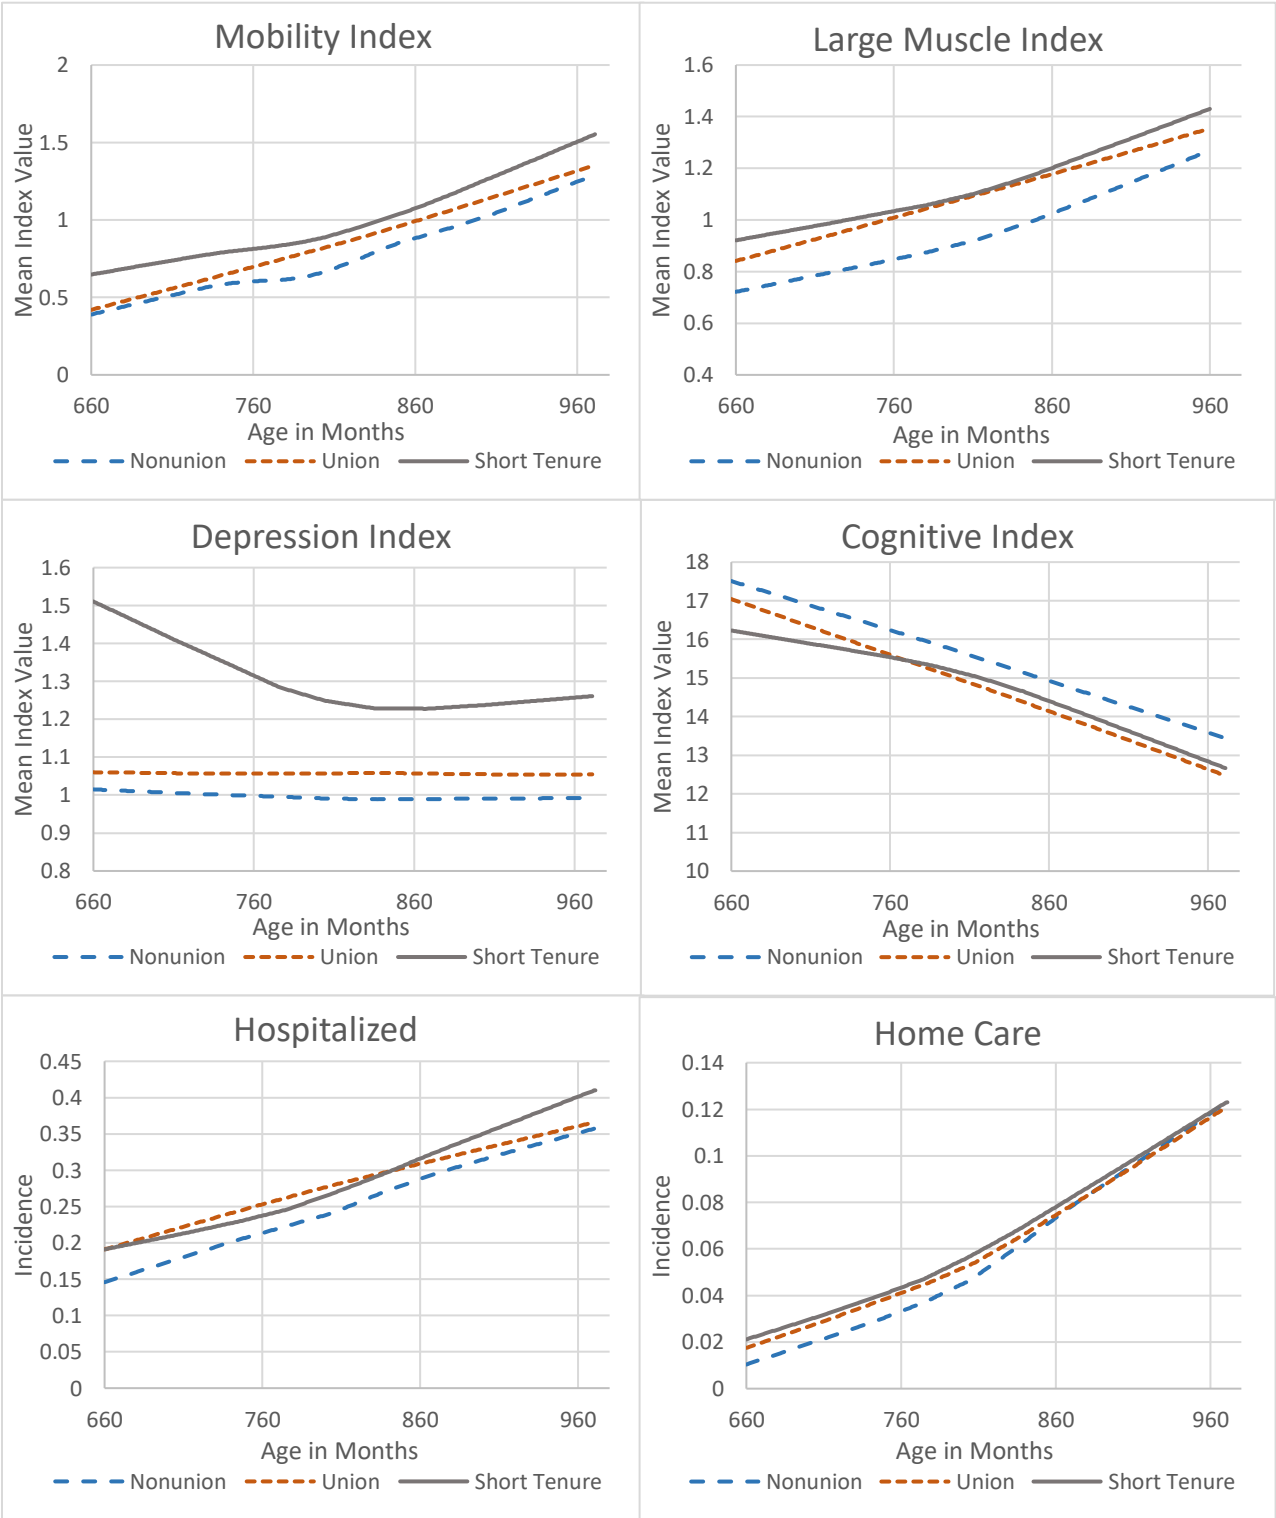 Mobility Index
Mean Index Value
2
1.5
1
0.5
0
660 760 860 960
Age in Months
Nonunion Union Short Tenure
Large Muscle Index
Mean Index Value
1.6
1.4
1.2
1
0.8
0.6
0.4
660 760 860 960
Age in Months
Nonunion Union Short Tenure
Depression Index
Mean Index Value
1.6
1.5
1.4
1.3
1.2
1.1
1
0.9
0.8
660 760 860 960
Age in Months
Nonunion Union Short Tenure
Cognitive Index
Mean Index Value
18
17
16
15
14
13
12
11
10
660 760 860 960
Age in Months
Nonunion Union Short Tenure
Hospitalized
Incidence
0.45
0.4
0.35
0.3
0.25
0.2
0.15
0.1
0.05
0
660 760 860 960
Age in Months
Nonunion Union Short Tenure
Home Care
Incidence
0.14
0.12
0.1
0.08
0.06
0.04
0.02
0
660 760 860 960
Age in Months
Nonunion Union Short Tenure